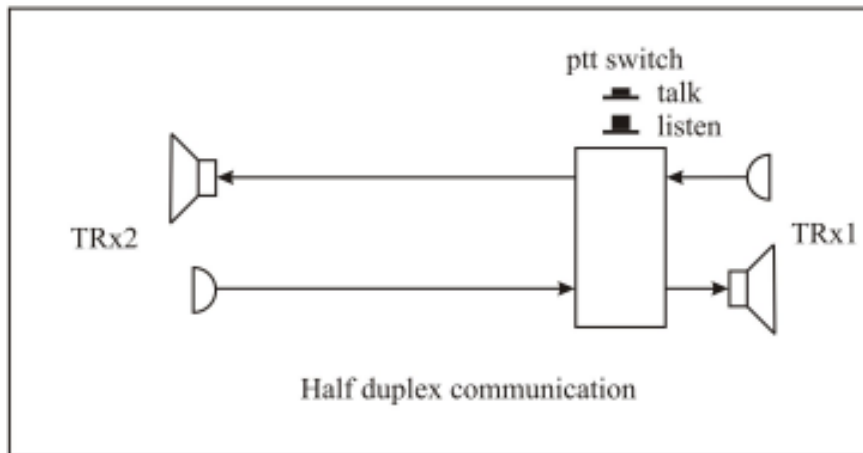 ptt switch
talk
listen
TRx2
TRx1
Half duplex communication